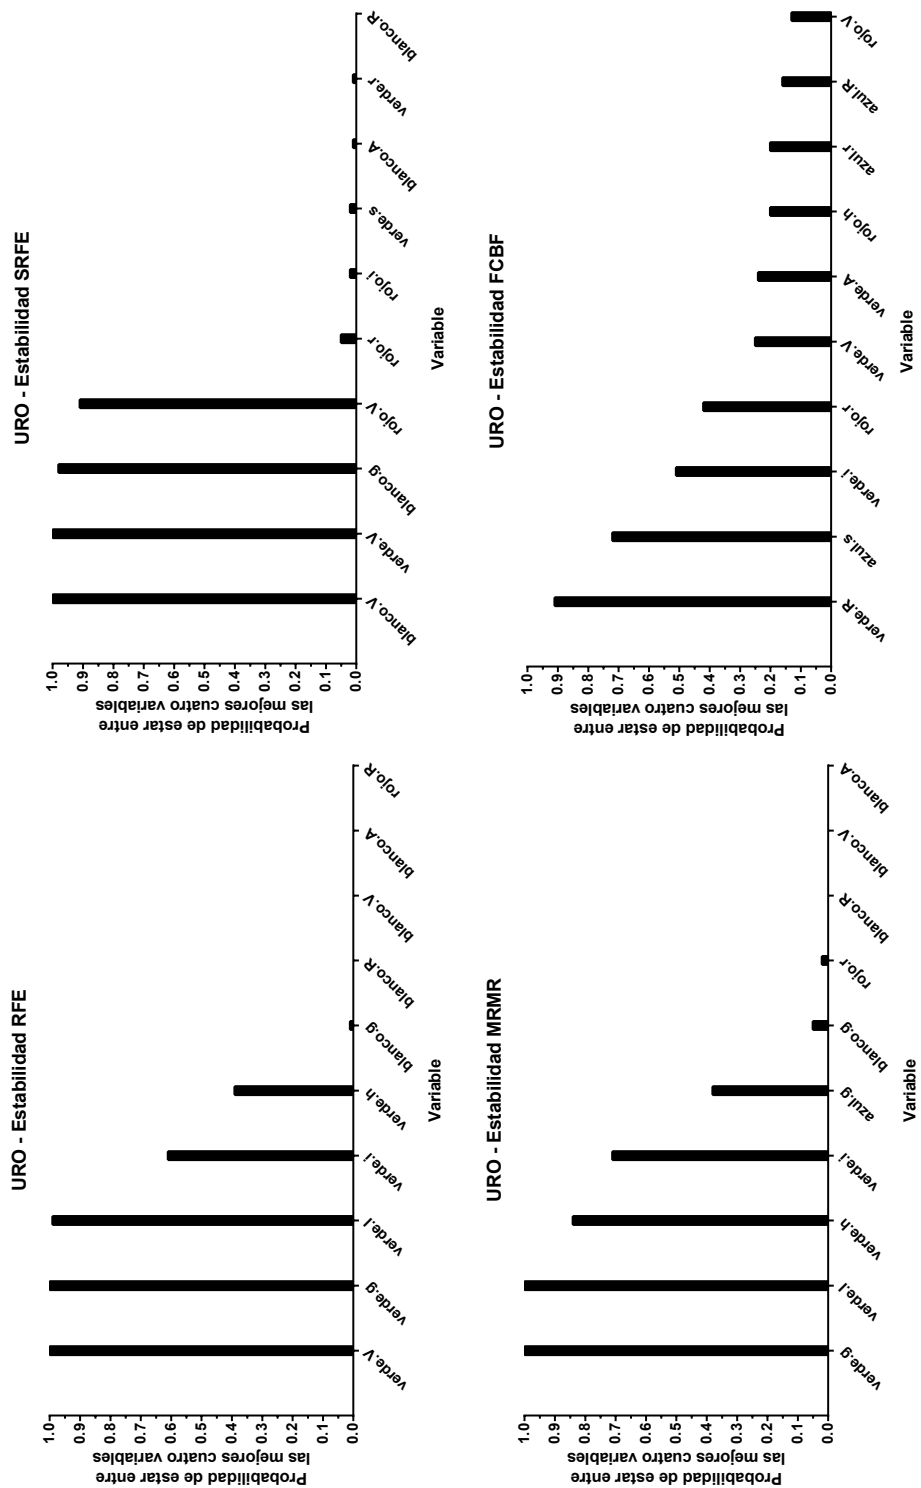 URO - Estabilidad RFE
Probabilidad de estar entre
las mejores cuatro variables
1.0
0.9
0.8
0.7
0.6
0.5
0.4
0.3
0.2
0.1
0.0
verde.V
verde.g
verde.l
verde.i
verde.h
blanco.g
blanco.R
blanco.V
blanco.A
rojo.R
Variable
URO - Estabilidad SRFE
Probabilidad de estar entre
las mejores cuatro variables
1.0
0.9
0.8
0.7
0.6
0.5
0.4
0.3
0.2
0.1
0.0
blanco.V
verde.V
blanco.g
rojo.V
rojo.r
rojo.i
verde.s
blanco.A
verde.r
blanco.R
Variable
URO - Estabilidad MRMR
Probabilidad de estar entre
las mejores cuatro variables
1.0
0.9
0.8
0.7
0.6
0.5
0.4
0.3
0.2
0.1
0.0
verde.g
verde.l
verde.h
verde.i
azul.g
blanco.g
rojo.r
blanco.R
blanco.V
blanco.A
Variable
URO - Estabilidad FCBF
Probabilidad de estar entre
las mejores cuatro variables
1.0
0.9
0.8
0.7
0.6
0.5
0.4
0.3
0.2
0.1
0.0
verde.R
azul.s
verde.i
rojo.r
verde.V
verde.A
rojo.h
azul.r
azul.R
rojo.V
Variable